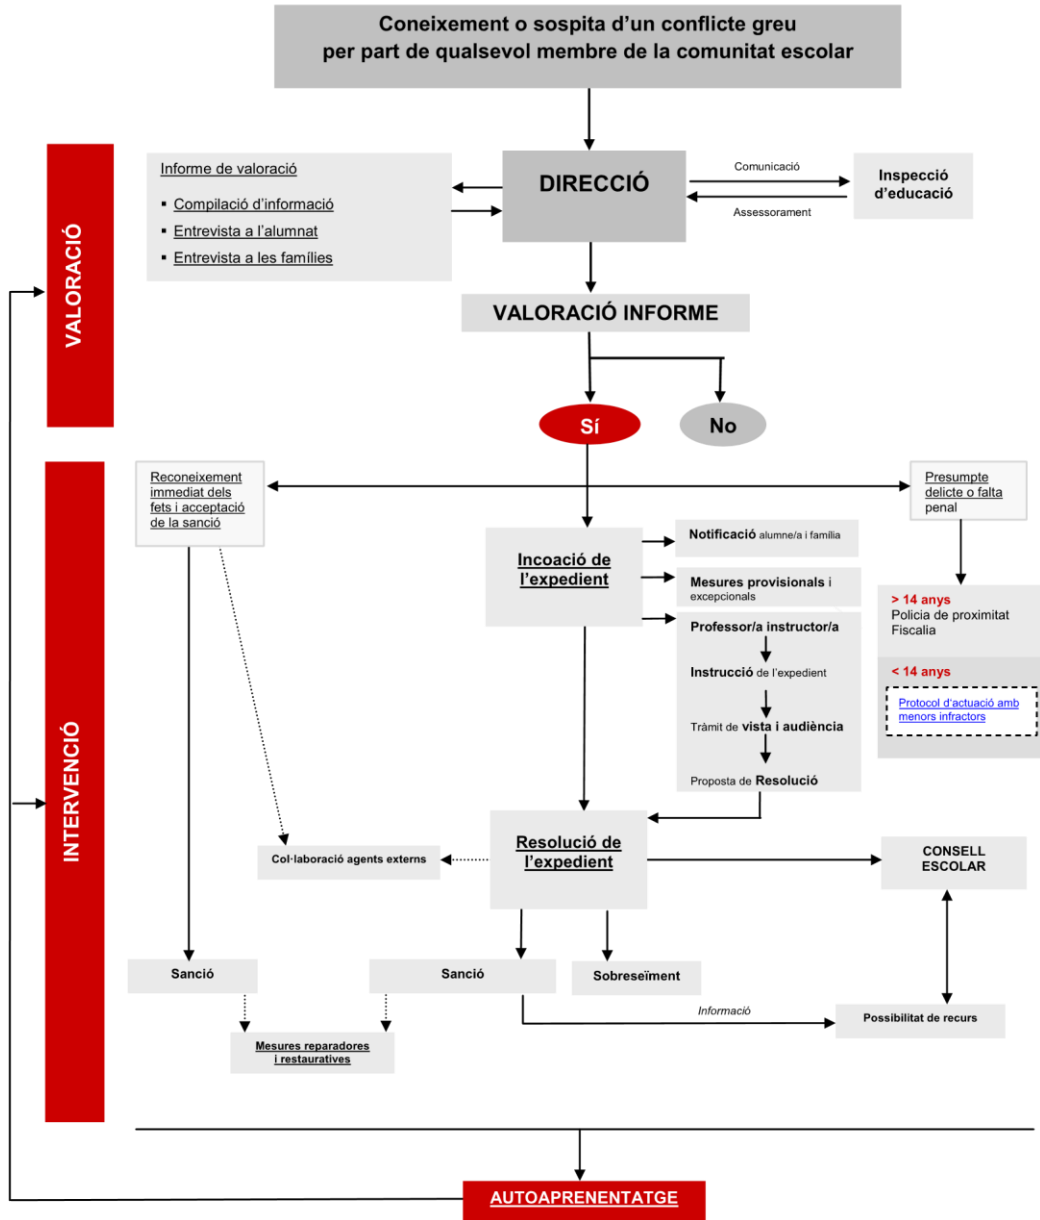 Coneixement o sospita d’un conflicte greu
per part de qualsevol membre de la comunitat escolar
VALORACIÓ
Informe de valoració
▪ Compilació d’informació
▪ Entrevista a l’alumnat
▪ Entrevista a les famílies
DIRECCIÓ
Comunicació
Assessorament
Inspecció
d’educació
VALORACIÓ INFORME
Sí
No
INTERVENCIÓ
Reconeixement
immediat dels
fets i acceptació
de la sanció
Presumpte
delicte o falta
penal
Incoació de
l’expedient
Notificació alumne/a i família
Mesures provisionals i
excepcionals
Professor/a instructor/a
Instrucció de l’expedient
Tràmit de vista i audiència
Proposta de Resolució
> 14 anys
Policia de proximitat
Fiscalia
< 14 anys
Protocol d’actuació amb
menors infractors
Resolució de
l’expedient
Col·laboració agents externs
CONSELL
ESCOLAR
Sanció
Sanció
Sobreseïment
Informació
Possibilitat de recurs
Mesures reparadores
i restauratives
AUTOAPRENENTATGE